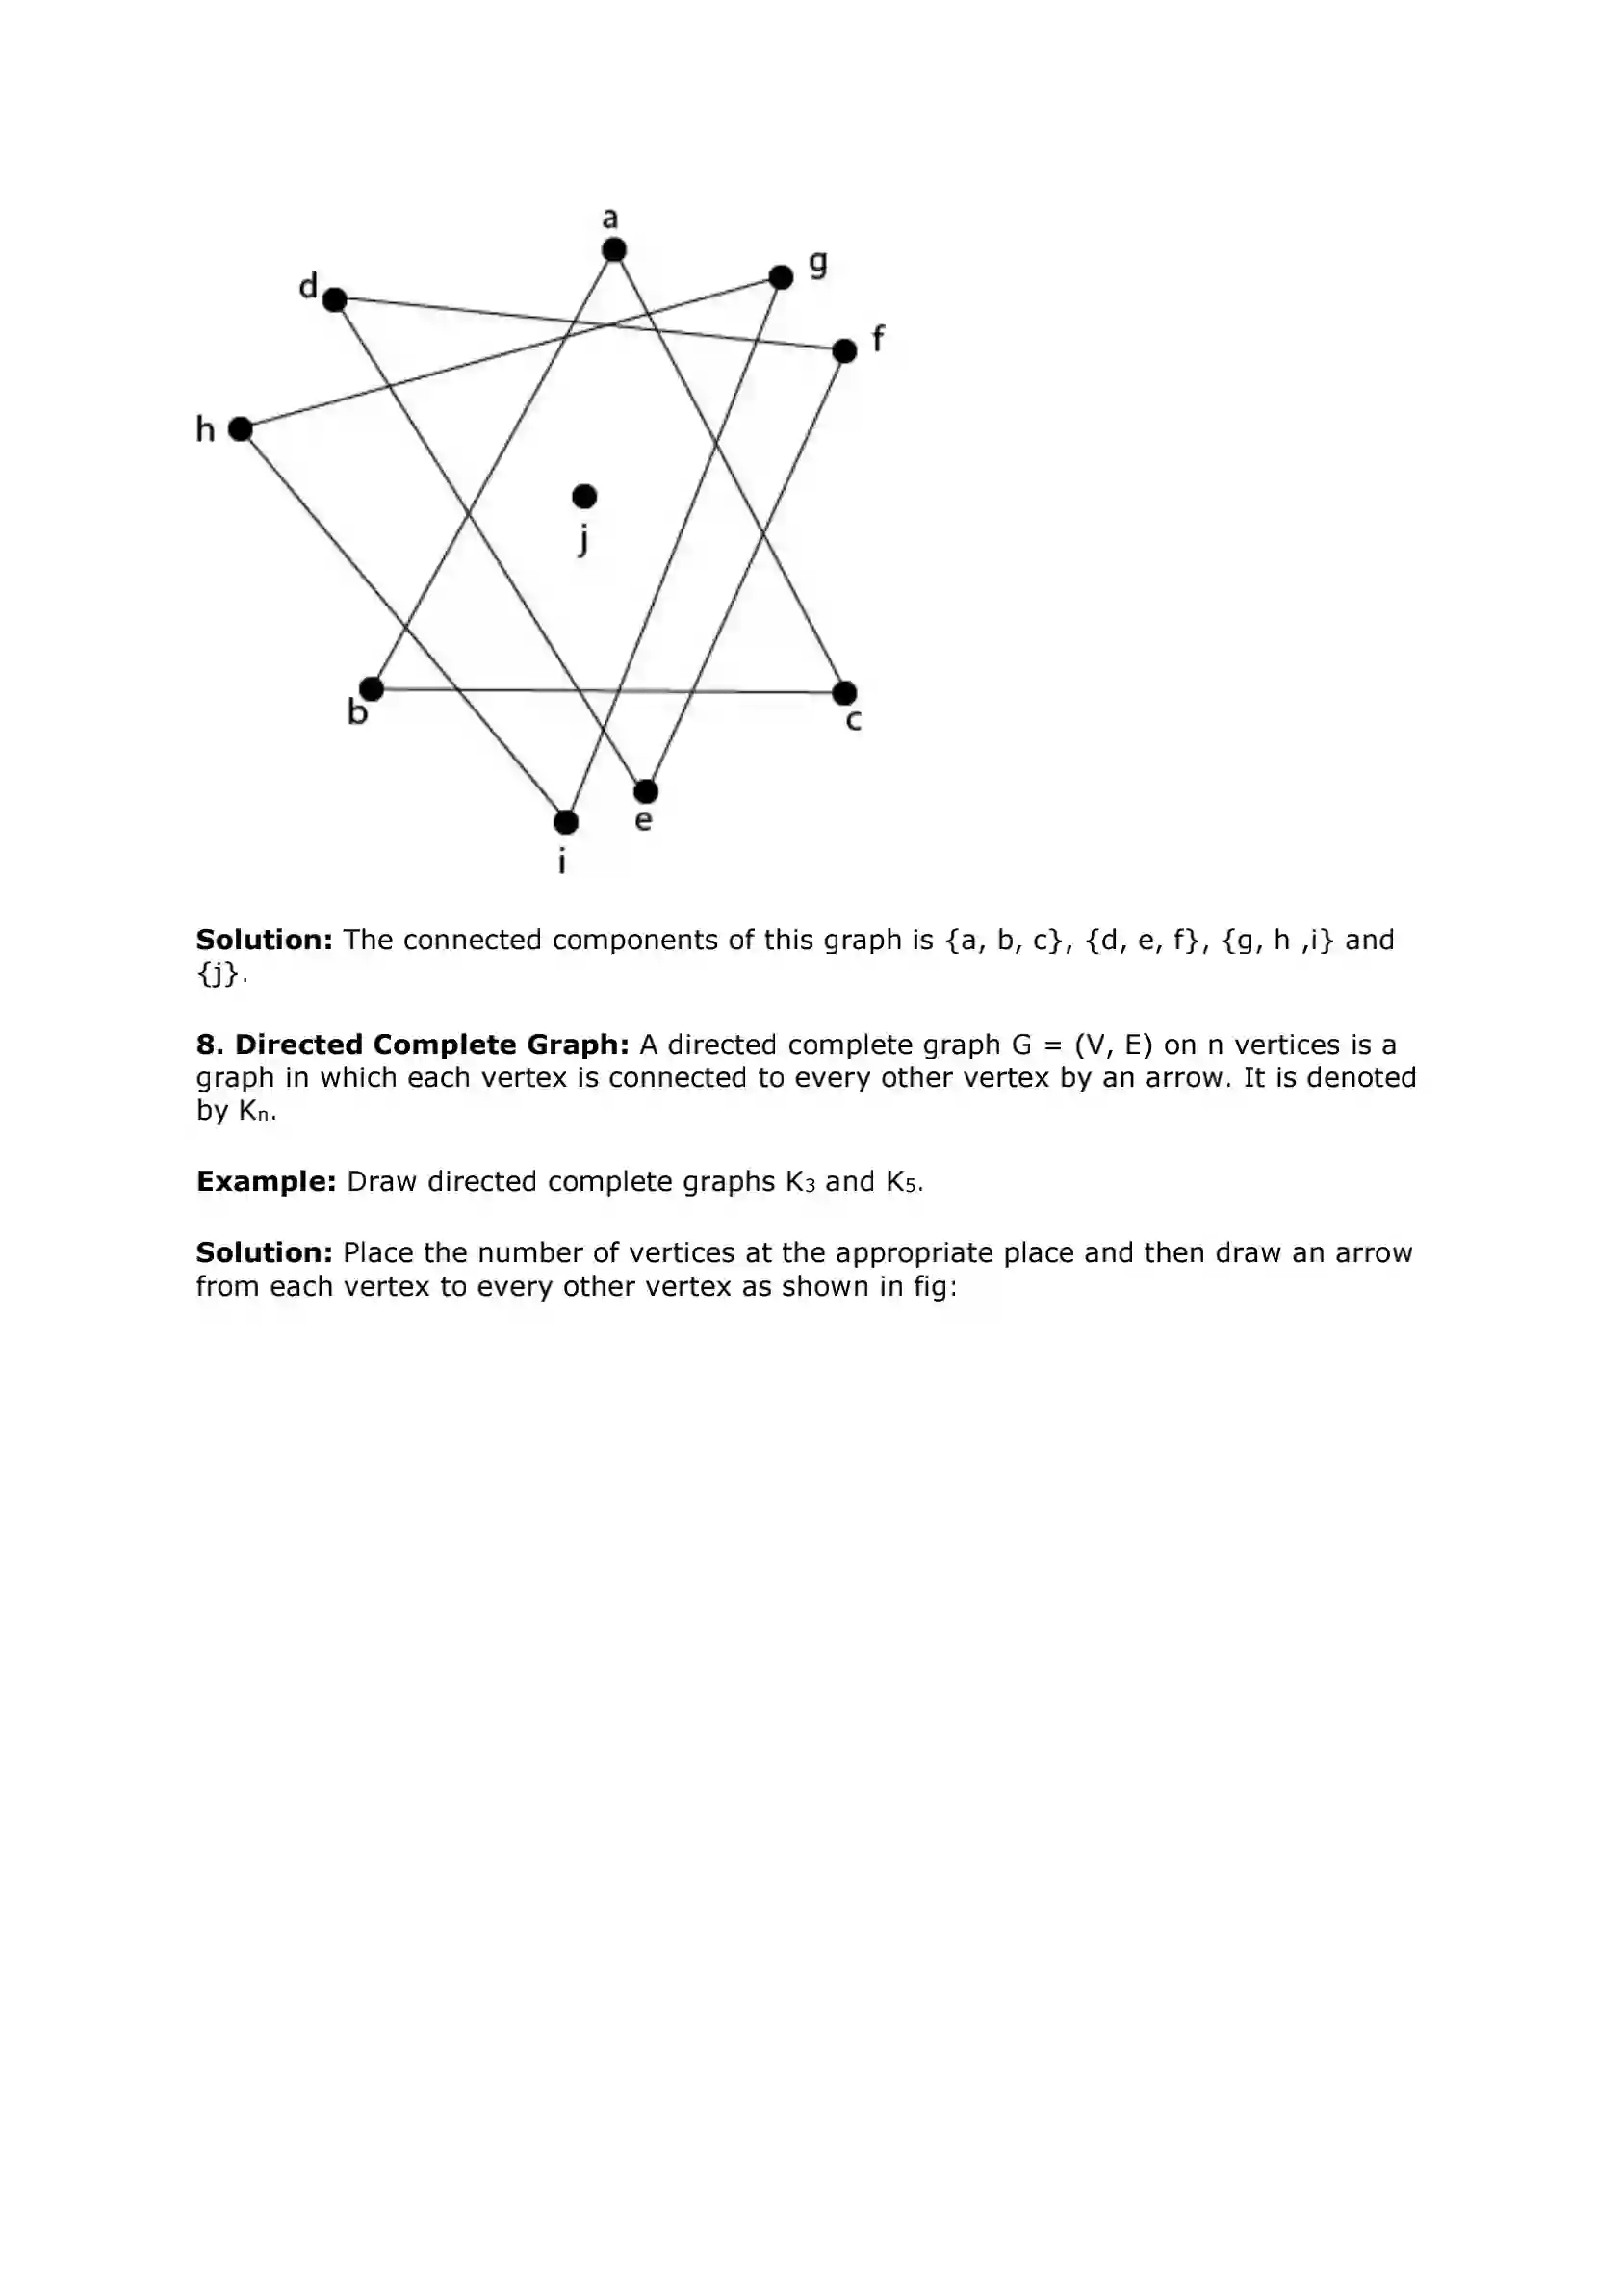 a
g
d
f
h
j
b
c
e
i
Solution: The connected components of this graph is {a, b, c}, {d, e, f}, {g, h ,i} and
{j}.
8. Directed Complete Graph: A directed complete graph G = (V, E) on n vertices is a
graph in which each vertex is connected to every other vertex by an arrow. It is denoted
by Kn.
Example: Draw directed complete graphs K3 and K5.
Solution: Place the number of vertices at the appropriate place and then draw an arrow
from each vertex to every other vertex as shown in fig: